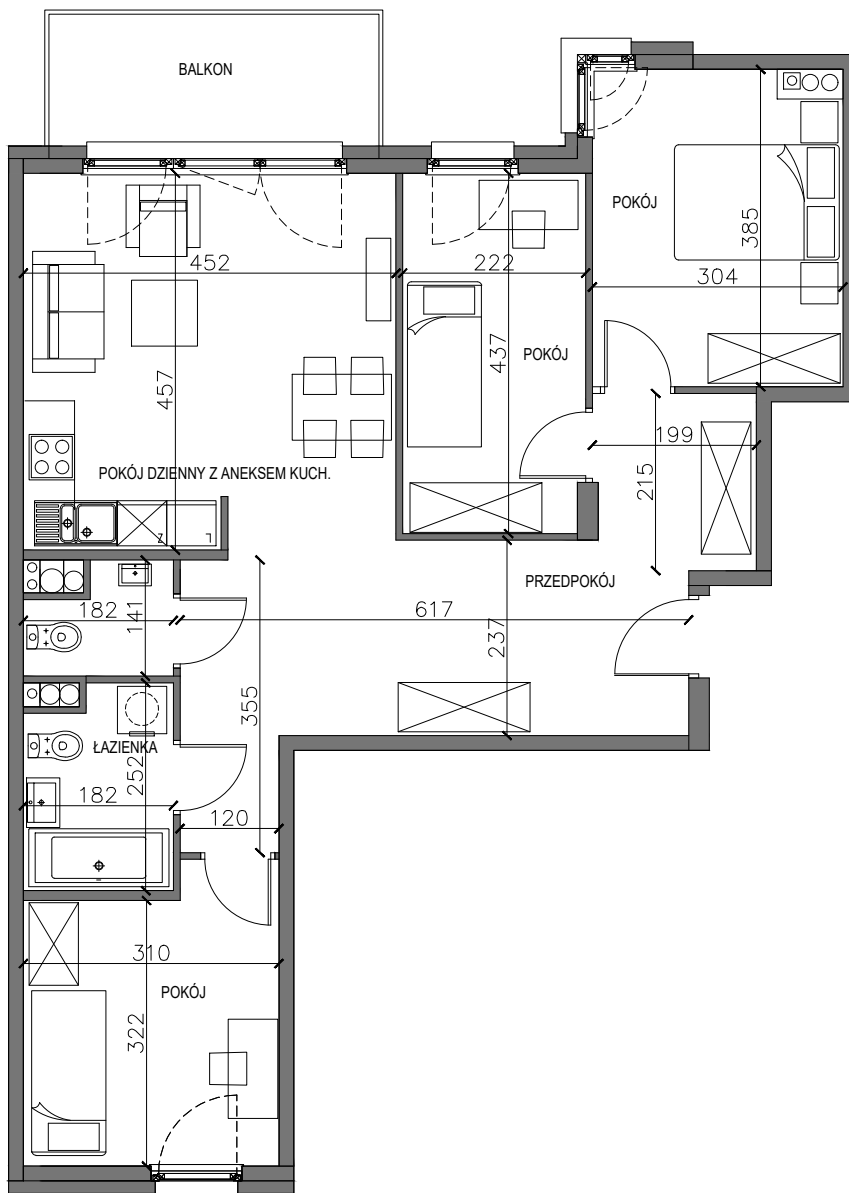 BALKON
POKÓJ
385
304
452
222
437
POKÓJ
457
199
215
POKÓJ DZIENNY Z ANEKSEM KUCH.
PRZEDPOKÓJ
182
141
617
237
355
ŁAZIENKA
252
182
120
310
POKÓJ
322